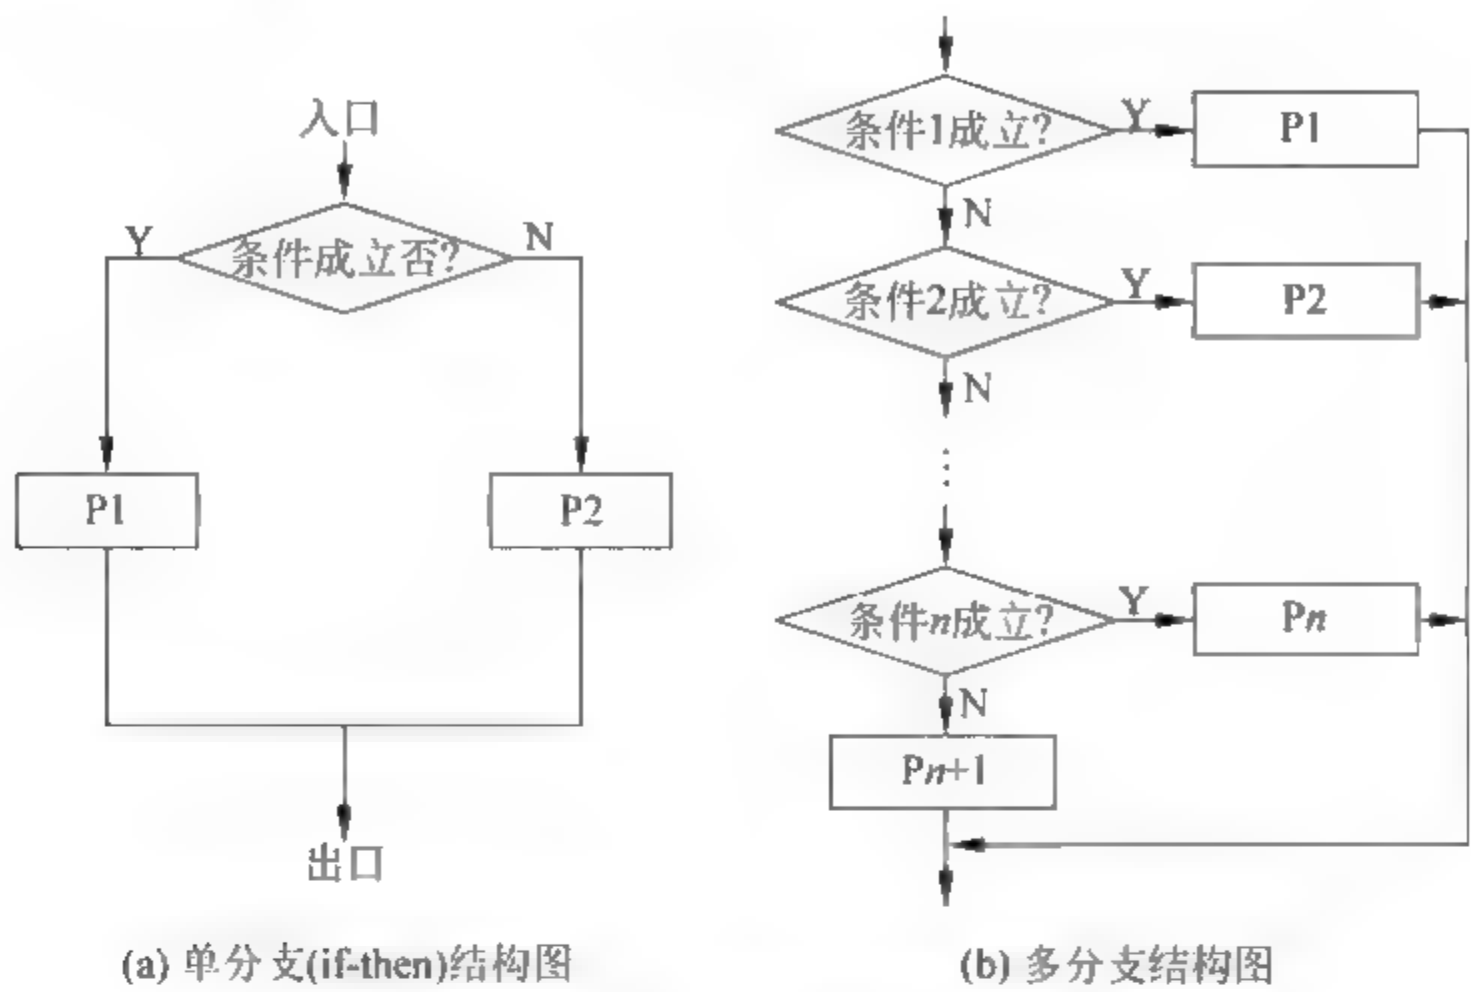 入口
条件成立否?
Y
N
P1
P2
出口
(a) 单分支(if-then)结构图
条件1成立?
Y
P1
N
条件2成立?
Y
P2
N
⋮
条件n成立?
Y
Pn
N
Pn+1
(b) 多分支结构图